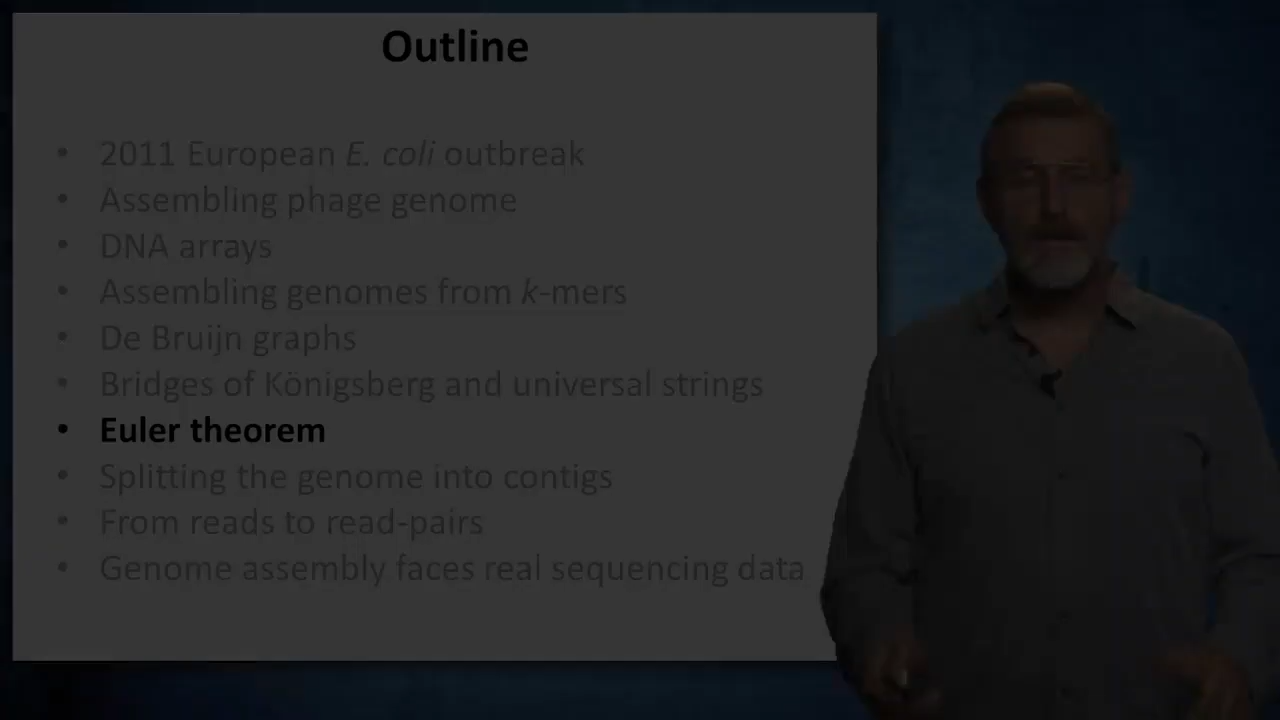 Outline
• 2011 European E. coli outbreak
• Assembling phage genome
• DNA arrays
• Assembling genomes from k-mers
• De Bruijn graphs
• Bridges of Königsberg and universal strings
• Euler theorem
• Splitting the genome into contigs
• From reads to read-pairs
• Genome assembly faces real sequencing data